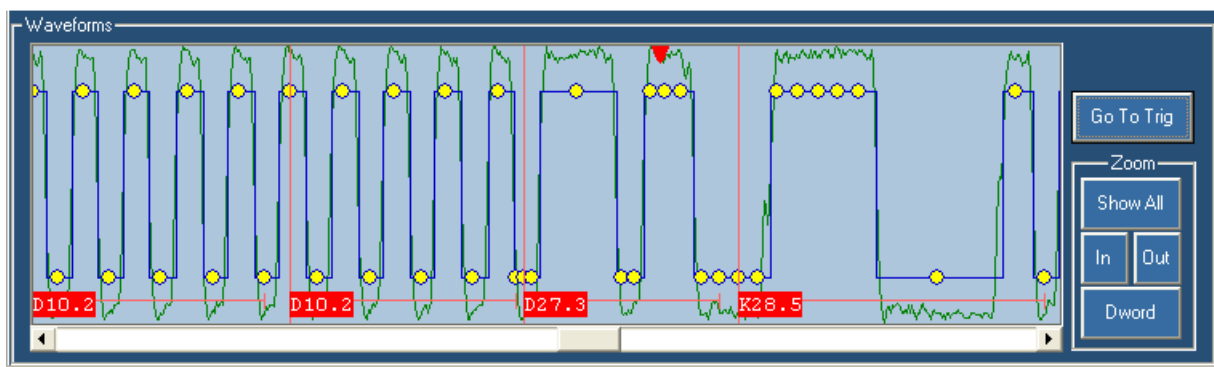 Waveforms
D10.2 D10.2 D27.3 K28.5
Go To Trig
Zoom
Show All
In Out
Dword